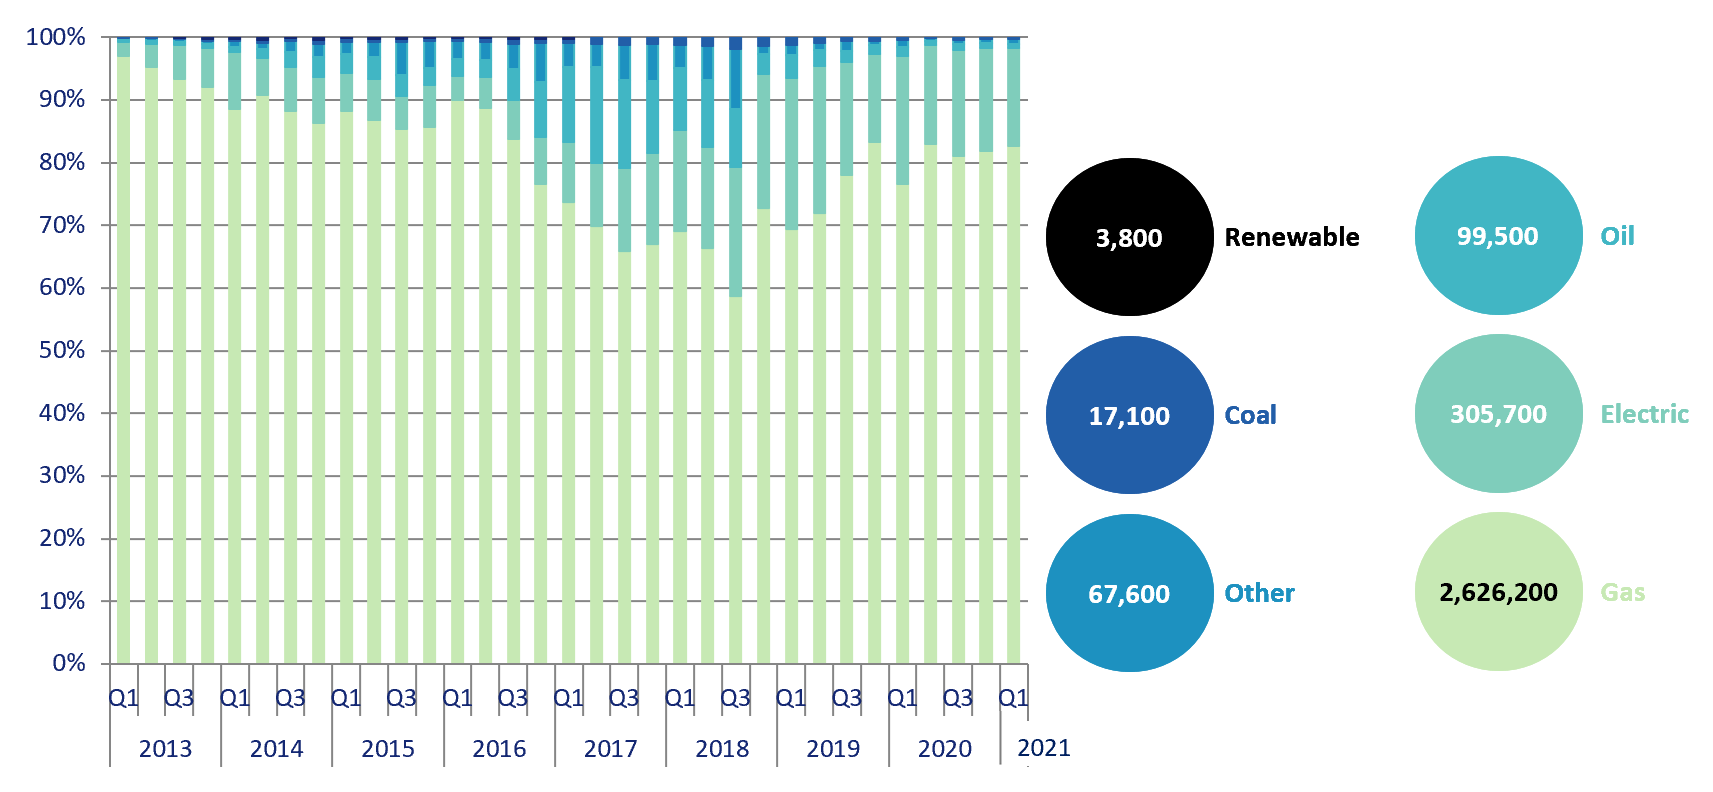 100%
90%
80%
70%
60%
50%
40%
30%
20%
10%
0%
Q1 Q3 Q1 Q3 Q1 Q3 Q1 Q3 Q1 Q3 Q1 Q3 Q1 Q3 Q1 Q3 Q1
2013 2014 2015 2016 2017 2018 2019 2020 2021
3,800 Renewable
99,500 Oil
17,100 Coal
305,700 Electric
67,600 Other
2,626,200 Gas